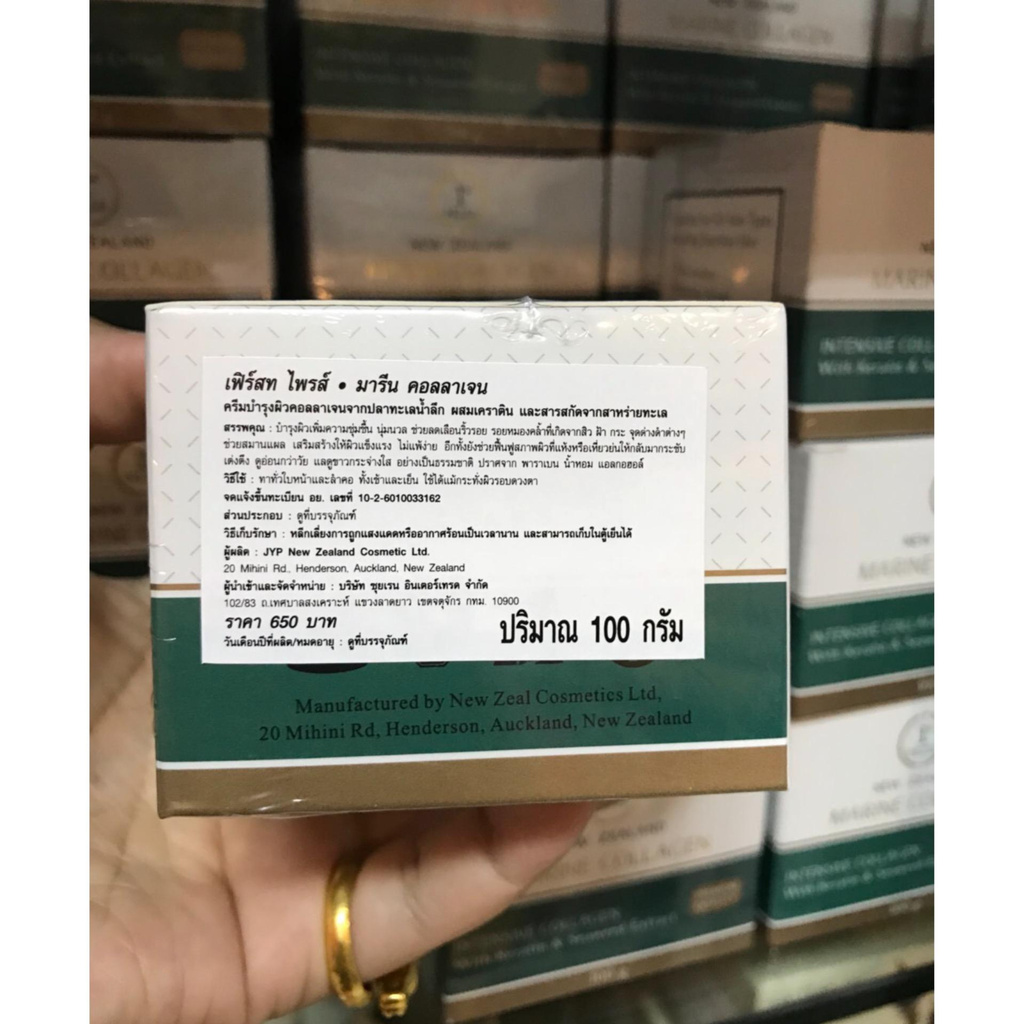 เฟิร์สท ไพรส์ • มารีน คอลลาเจน
ครีมบำรุงผิวคอลลาเจนจากปลาทะเลน้ำลึก ผสมเคราติน และสารสกัดจากสาหร่ายทะเล
สรรพคุณ : บำรุงผิวเพิ่มความชุ่มชื้น นุ่มนวล ช่วยลดเลือนริ้วรอย รอยหมองคล้ำที่เกิดจากสิว ฝ้า กระ จุดด่างดำต่างๆ
ช่วยสมานแผล เสริมสร้างให้ผิวแข็งแรง ไม่แพ้ง่าย อีกทั้งยังช่วยฟื้นฟูสภาพผิวที่แห้งหรือเหี่ยวย่นให้กลับมากระชับ
เต่งตึง ดูอ่อนกว่าวัย แลดูขาวกระจ่างใส อย่างเป็นธรรมชาติ ปราศจาก พาราเบน น้ำหอม แอลกอฮอล์
วิธีใช้ : ทาทั่วใบหน้าและลำคอ ทั้งเช้าและเย็น ใช้ได้แม้กระทั่งผิวรอบดวงตา
จดแจ้งขึ้นทะเบียน อย. เลขที่ 10-2-6010033162
ส่วนประกอบ : ดูที่บรรจุภัณฑ์
วิธีเก็บรักษา : หลีกเลี่ยงการถูกแสงแดดหรืออากาศร้อนเป็นเวลานาน และสามารถเก็บในตู้เย็นได้
ผู้ผลิต : JYP New Zealand Cosmetic Ltd.
20 Mihini Rd., Henderson, Auckland, New Zealand
ผู้นำเข้าและจัดจำหน่าย : บริษัท ซุยเรน อินเตอร์เทรด จำกัด
102/83 ถ.เทศบาลสงเคราะห์ แขวงลาดยาว เขตจตุจักร กทม. 10900
ราคา 650 บาท
ปริมาณ 100 กรัม
วันเดือนปีที่ผลิต/หมดอายุ : ดูที่บรรจุภัณฑ์
Manufactured by New Zeal Cosmetics Ltd,
20 Mihini Rd, Henderson, Auckland, New Zealand